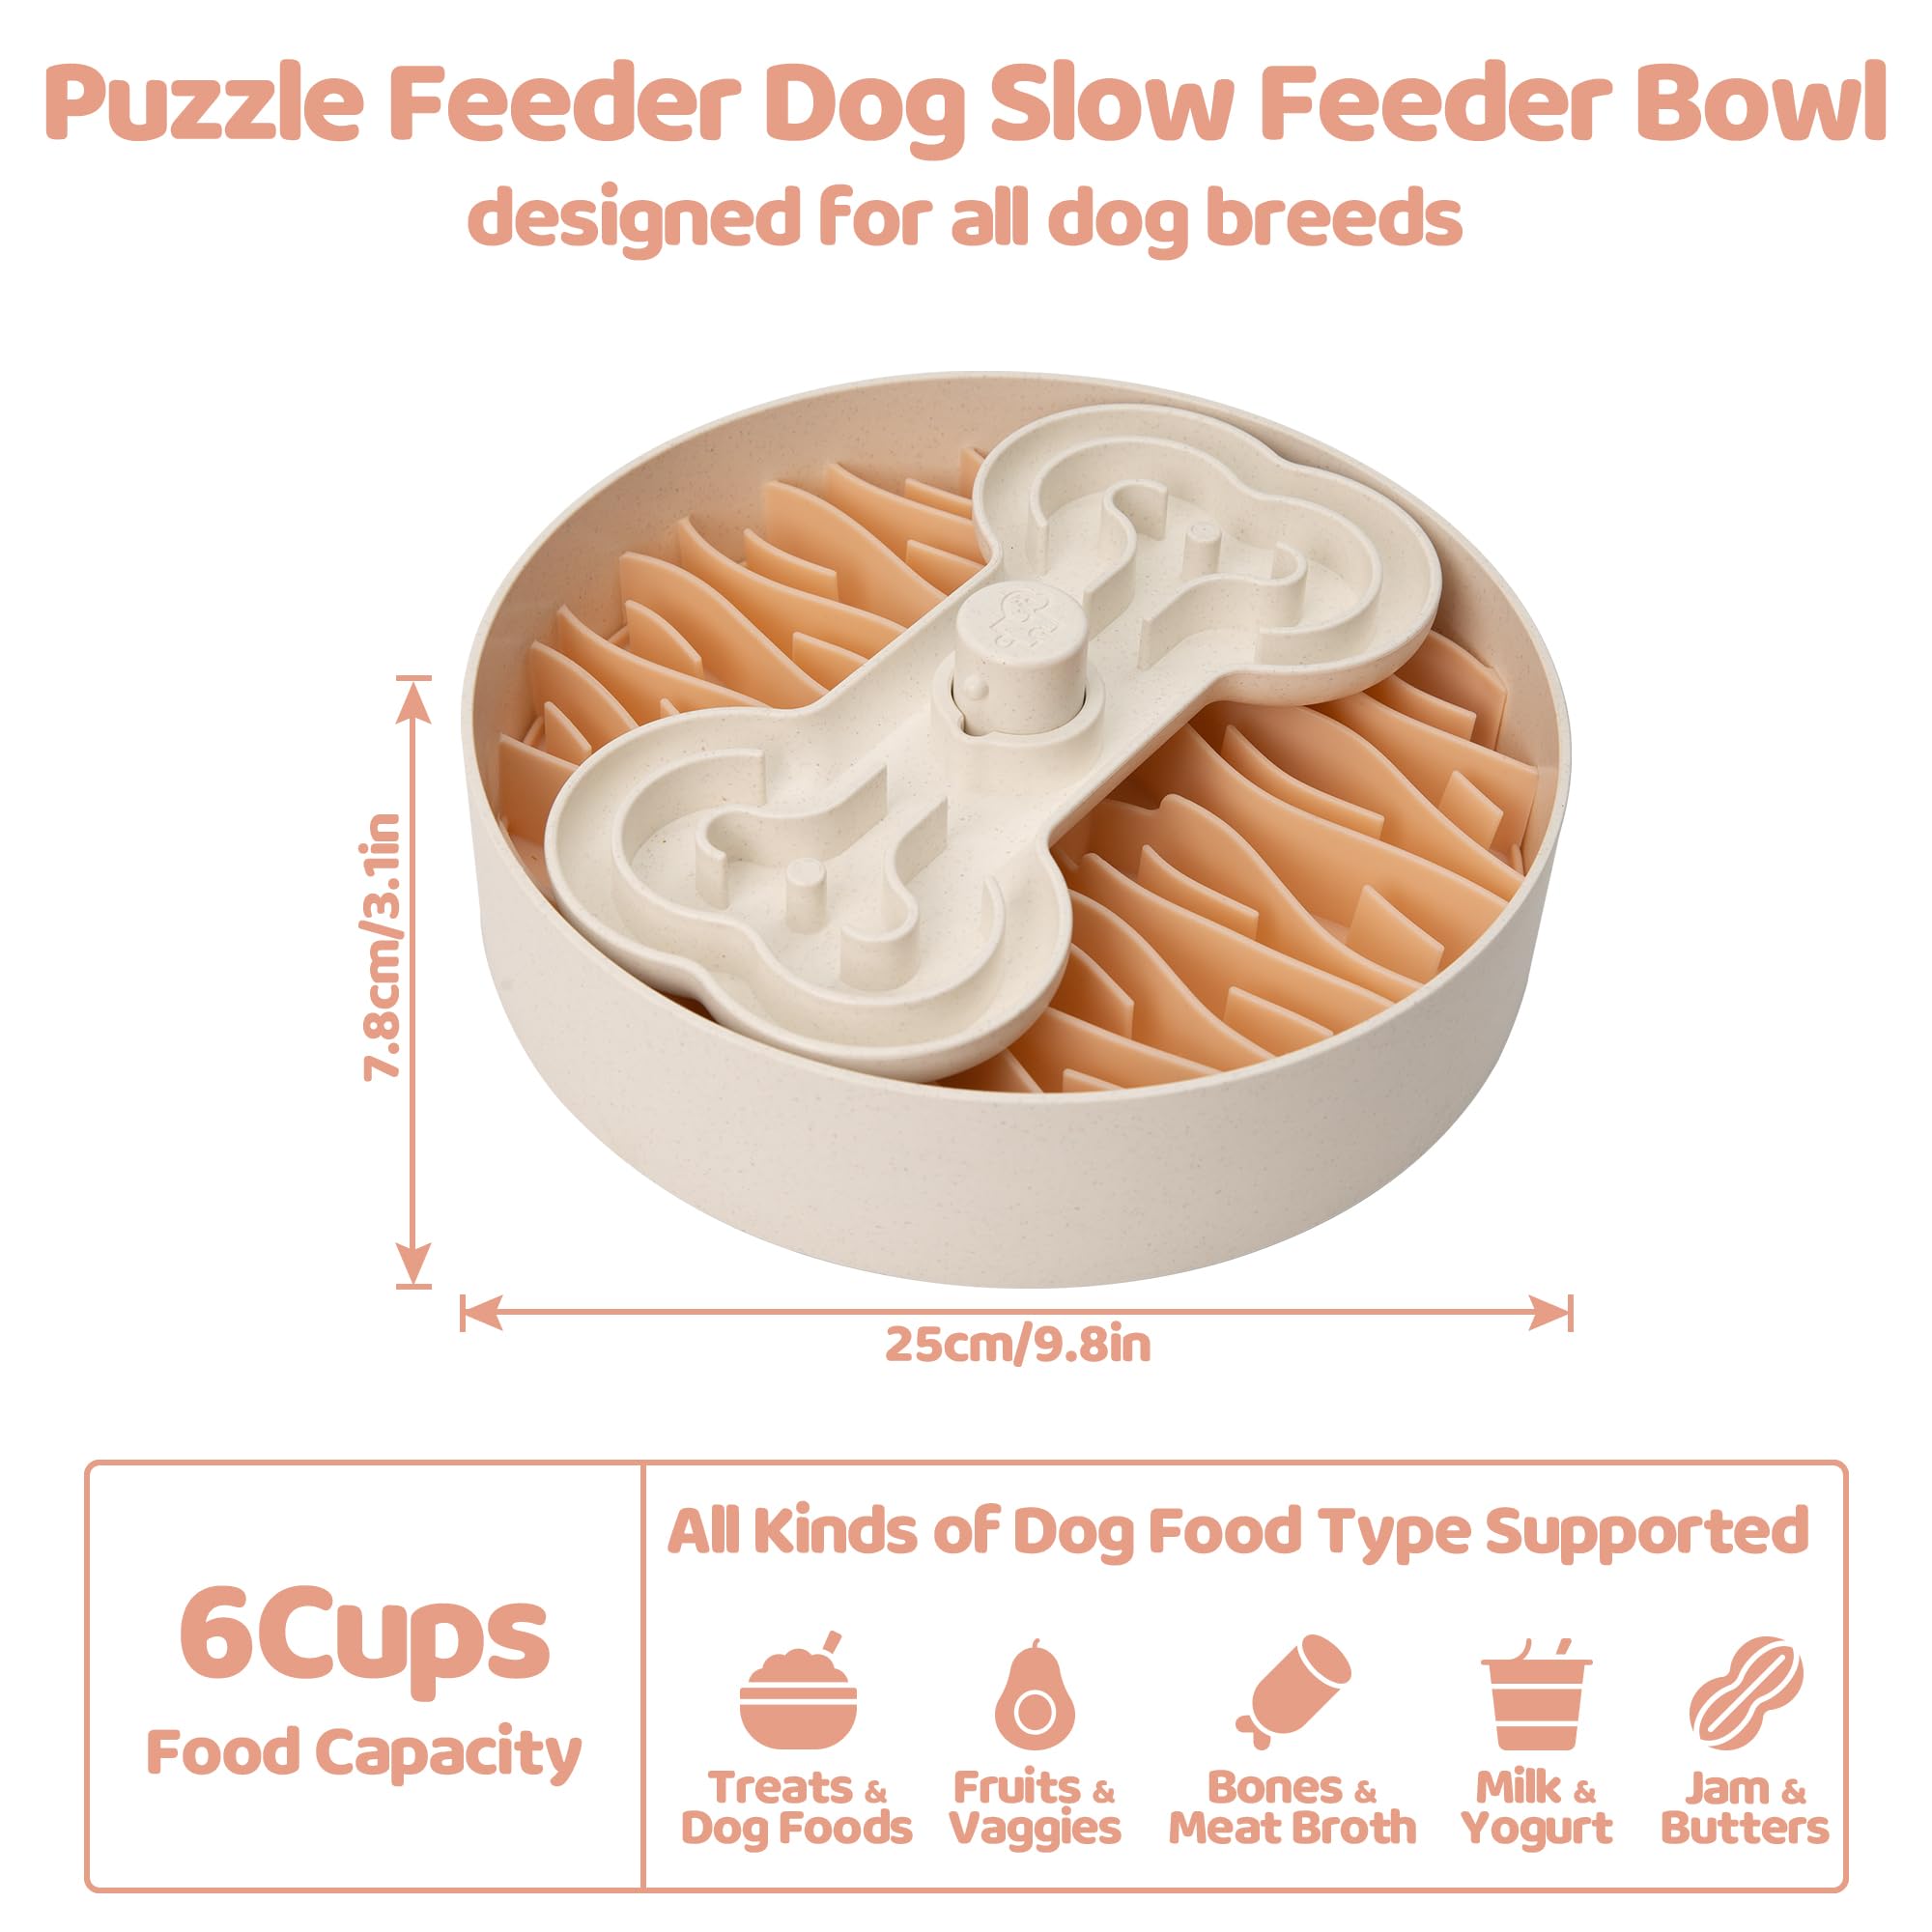 Puzzle Feeder Dog Slow Feeder Bowl
designed for all dog breeds
7.8cm/3.1in
25cm/9.8in
6Cups
Food Capacity
All Kinds of Dog Food Type Supported
Treats &
Dog Foods
Fruits &
Vaggies
Bones &
Meat Broth
Milk &
Yogurt
Jam &
Butters